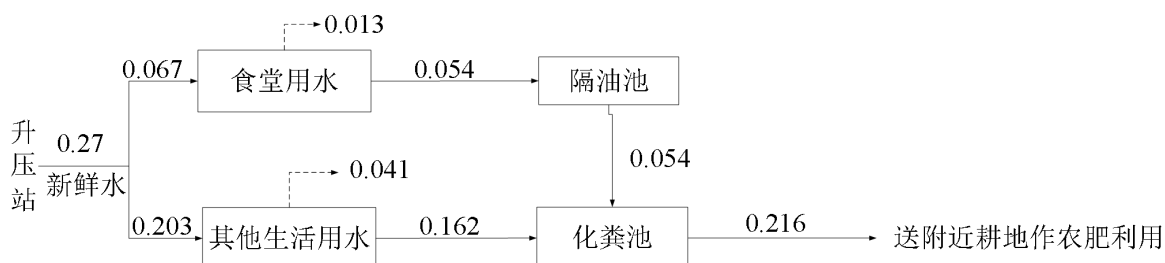 0.013
0.067
食堂用水
0.054
隔油池
升压站
0.27
新鲜水
0.054
0.041
0.203
其他生活用水
0.162
化粪池
0.216
送附近耕地作农肥利用